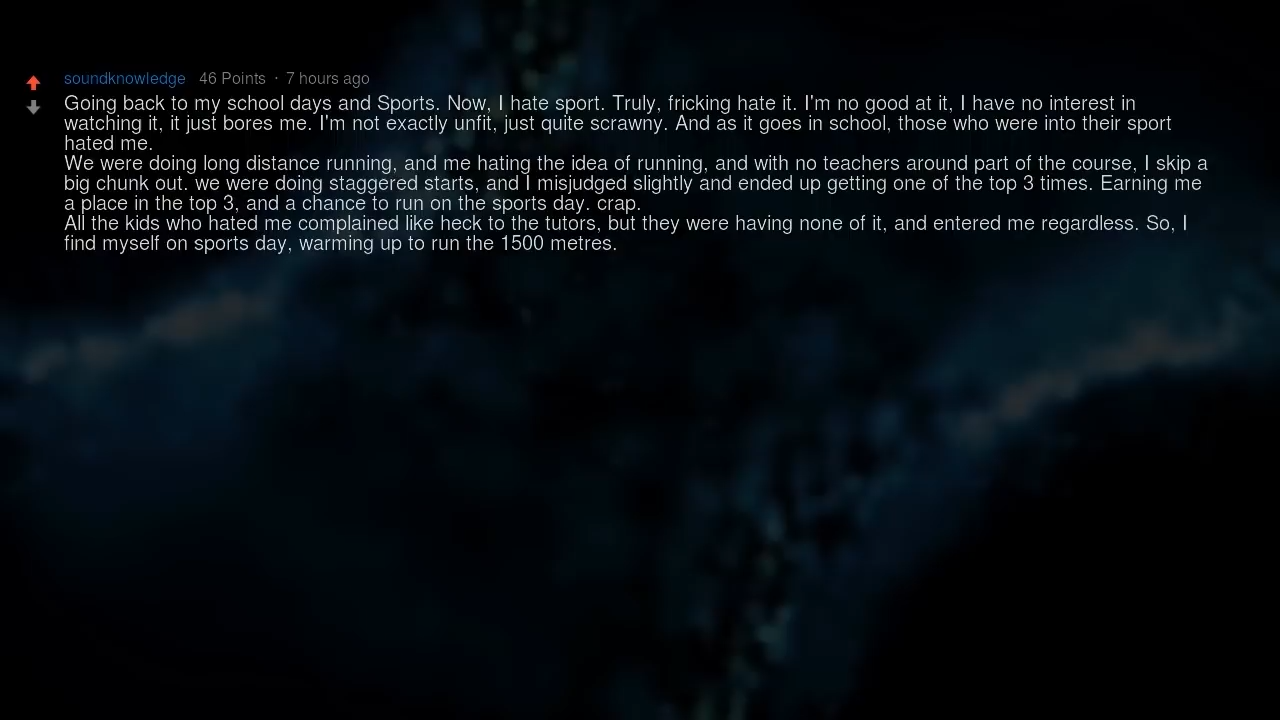 soundknowledge 46 Points · 7 hours ago
Going back to my school days and Sports. Now, I hate sport. Truly, fricking hate it. I'm no good at it, I have no interest in
watching it, it just bores me. I'm not exactly unfit, just quite scrawny. And as it goes in school, those who were into their sport
hated me.
We were doing long distance running, and me hating the idea of running, and with no teachers around part of the course, I skip a
big chunk out. we were doing staggered starts, and I misjudged slightly and ended up getting one of the top 3 times. Earning me
a place in the top 3, and a chance to run on the sports day. crap.
All the kids who hated me complained like heck to the tutors, but they were having none of it, and entered me regardless. So, I
find myself on sports day, warming up to run the 1500 metres.